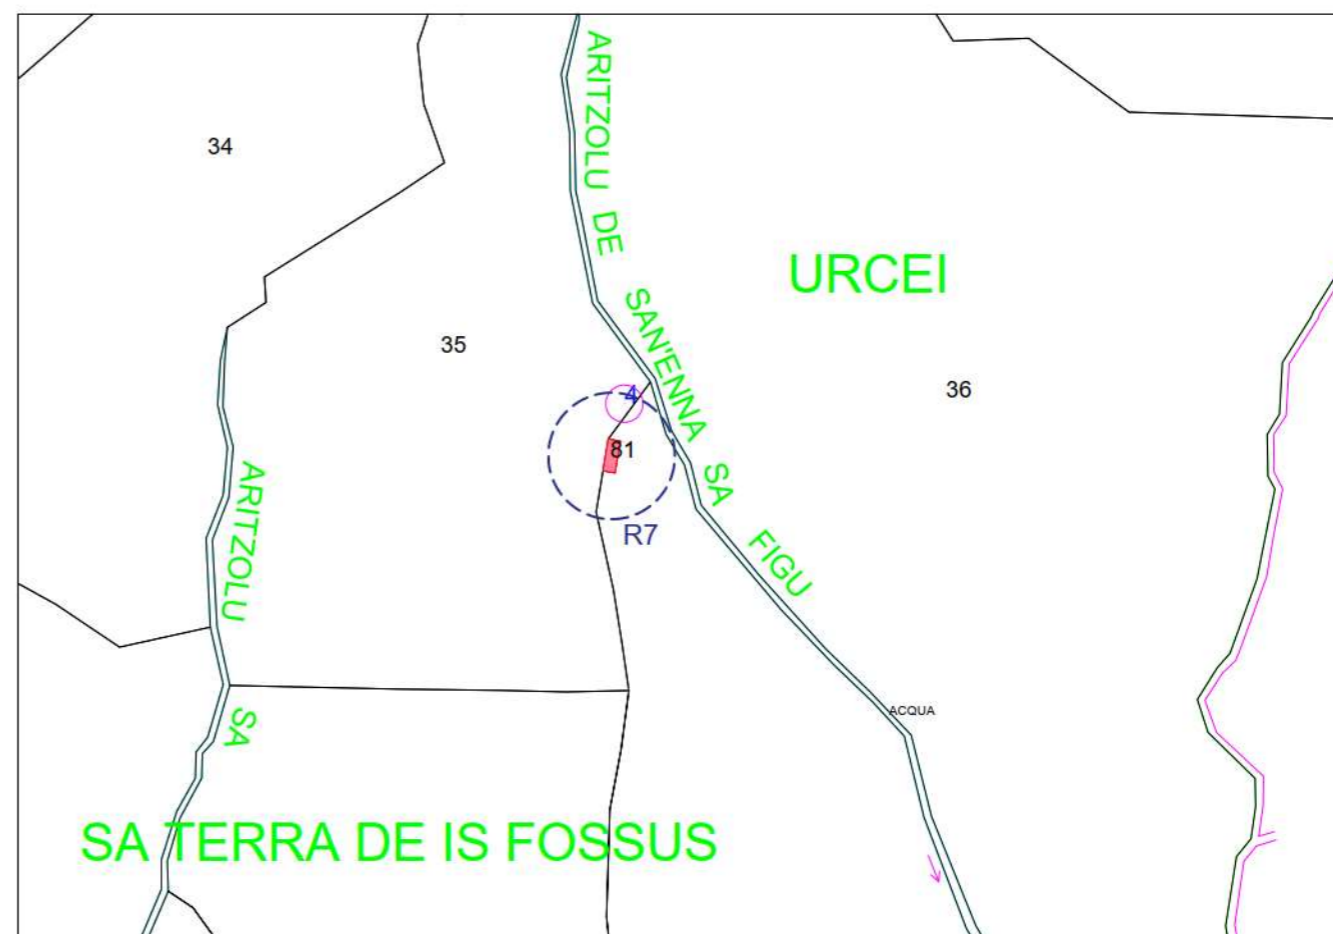 34
ARITZOLU DE SAN'ENNA SA FIGU
URCEI
35
36
4
81
R7
ARITZOLU SA
ACQUA
SA TERRA DE IS FOSSUS